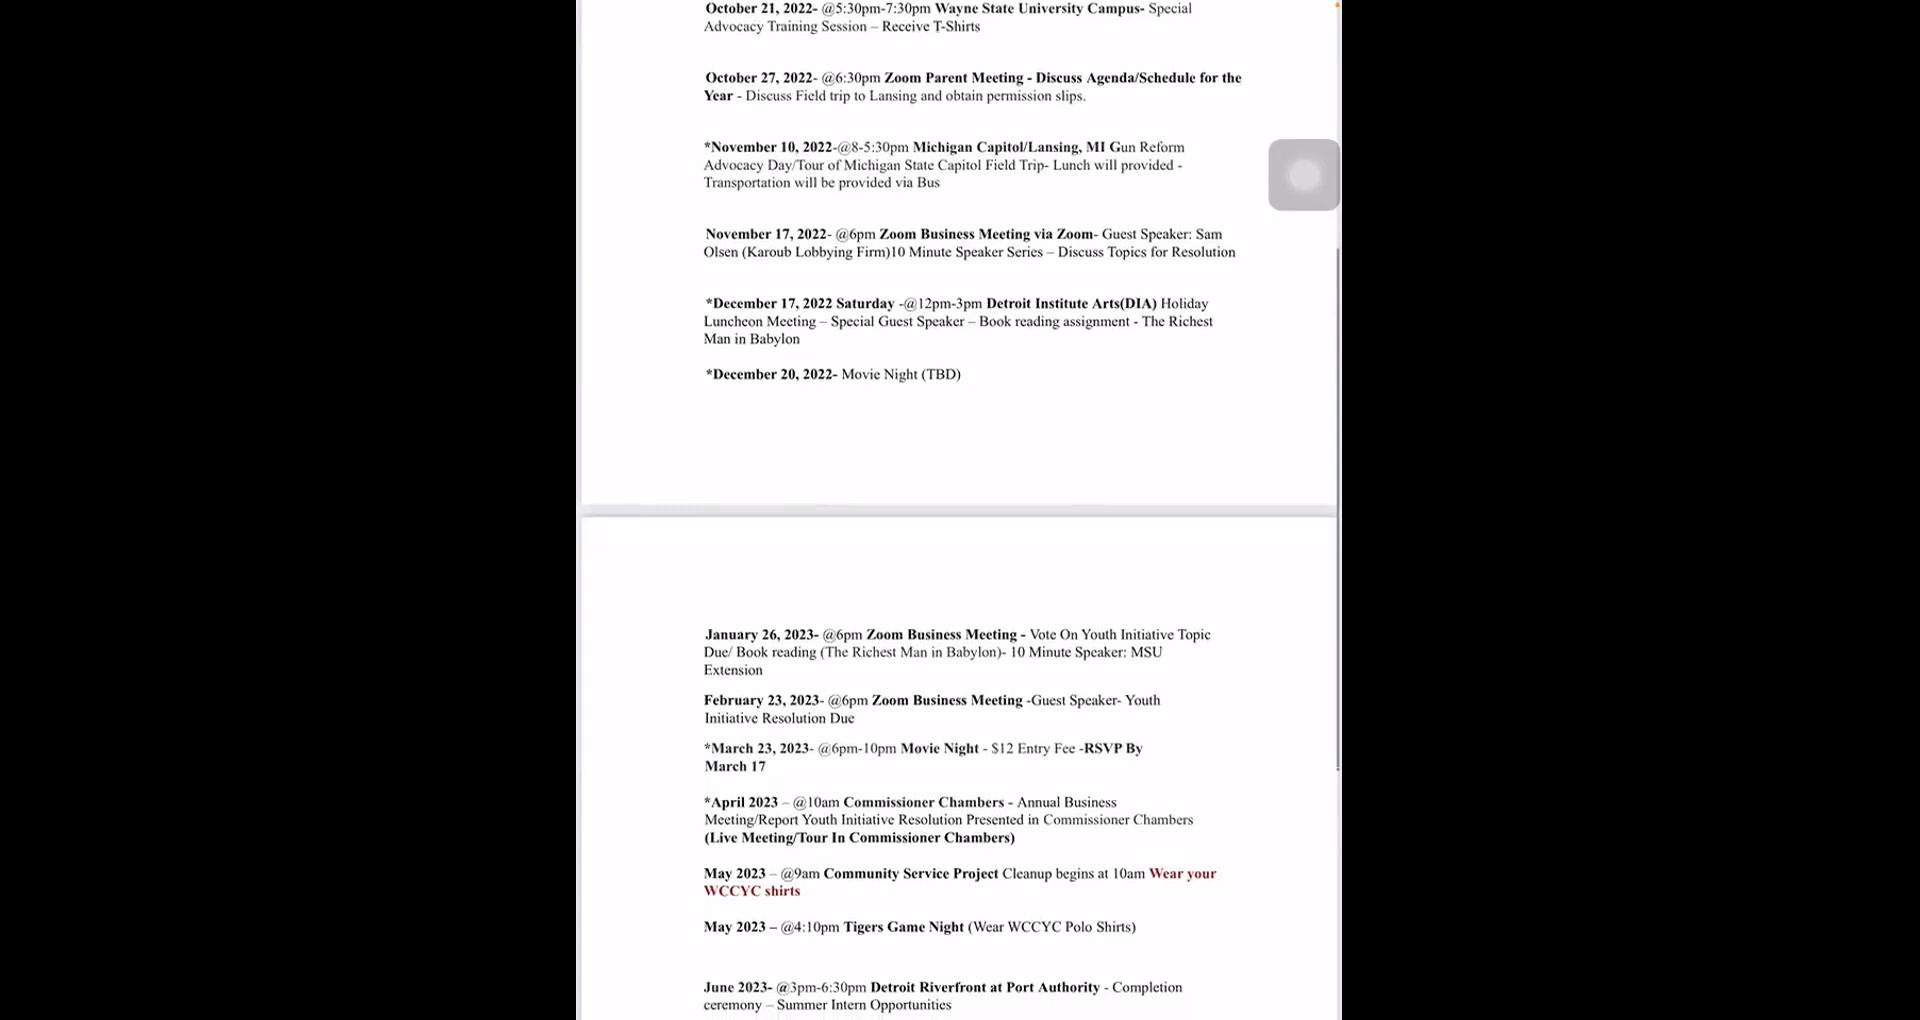 October 21, 2022- @5:30pm-7:30pm Wayne State University Campus- Special
Advocacy Training Session – Receive T-Shirts
October 27, 2022- @6:30pm Zoom Parent Meeting - Discuss Agenda/Schedule for the
Year - Discuss Field trip to Lansing and obtain permission slips.
*November 10, 2022-@8-5:30pm Michigan Capitol/Lansing, MI Gun Reform
Advocacy Day/Tour of Michigan State Capitol Field Trip- Lunch will provided -
Transportation will be provided via Bus
November 17, 2022- @6pm Zoom Business Meeting via Zoom- Guest Speaker: Sam
Olsen (Karoub Lobbying Firm)10 Minute Speaker Series – Discuss Topics for Resolution
*December 17, 2022 Saturday -@12pm-3pm Detroit Institute Arts(DIA) Holiday
Luncheon Meeting – Special Guest Speaker – Book reading assignment - The Richest
Man in Babylon
*December 20, 2022- Movie Night (TBD)
January 26, 2023- @6pm Zoom Business Meeting - Vote On Youth Initiative Topic
Due/ Book reading (The Richest Man in Babylon)- 10 Minute Speaker: MSU
Extension
February 23, 2023- @6pm Zoom Business Meeting -Guest Speaker- Youth
Initiative Resolution Due
*March 23, 2023- @6pm-10pm Movie Night - $12 Entry Fee -RSVP By
March 17
*April 2023 – @10am Commissioner Chambers - Annual Business
Meeting/Report Youth Initiative Resolution Presented in Commissioner Chambers
(Live Meeting/Tour In Commissioner Chambers)
May 2023 – @9am Community Service Project Cleanup begins at 10am Wear your
WCCYC shirts
May 2023 – @4:10pm Tigers Game Night (Wear WCCYC Polo Shirts)
June 2023- @3pm-6:30pm Detroit Riverfront at Port Authority - Completion
ceremony – Summer Intern Opportunities